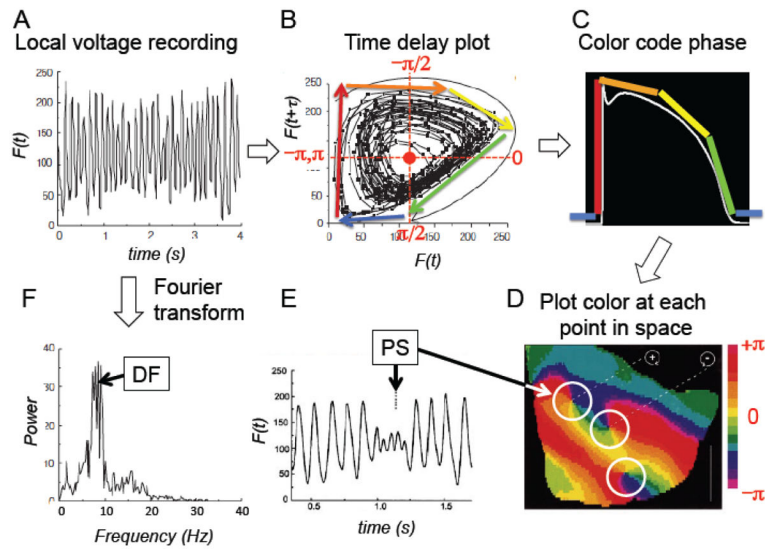 A
Local voltage recording
F(t)
250
200
150
100
50
0
0
1
2
3
4
time (s)
B
Time delay plot
−π/2
F(t+τ)
250
200
−π,π
0
50
0
π/2
0
50
100
150
200
250
F(t)
C
Color code phase
F
Fourier
transform
DF
Power
40
30
20
10
0
0
10
20
30
40
Frequency (Hz)
E
PS
F(t)
250
200
150
100
50
0
0.5
1.0
1.5
time (s)
D
Plot color at each
point in space
+
-
+π
0
−π